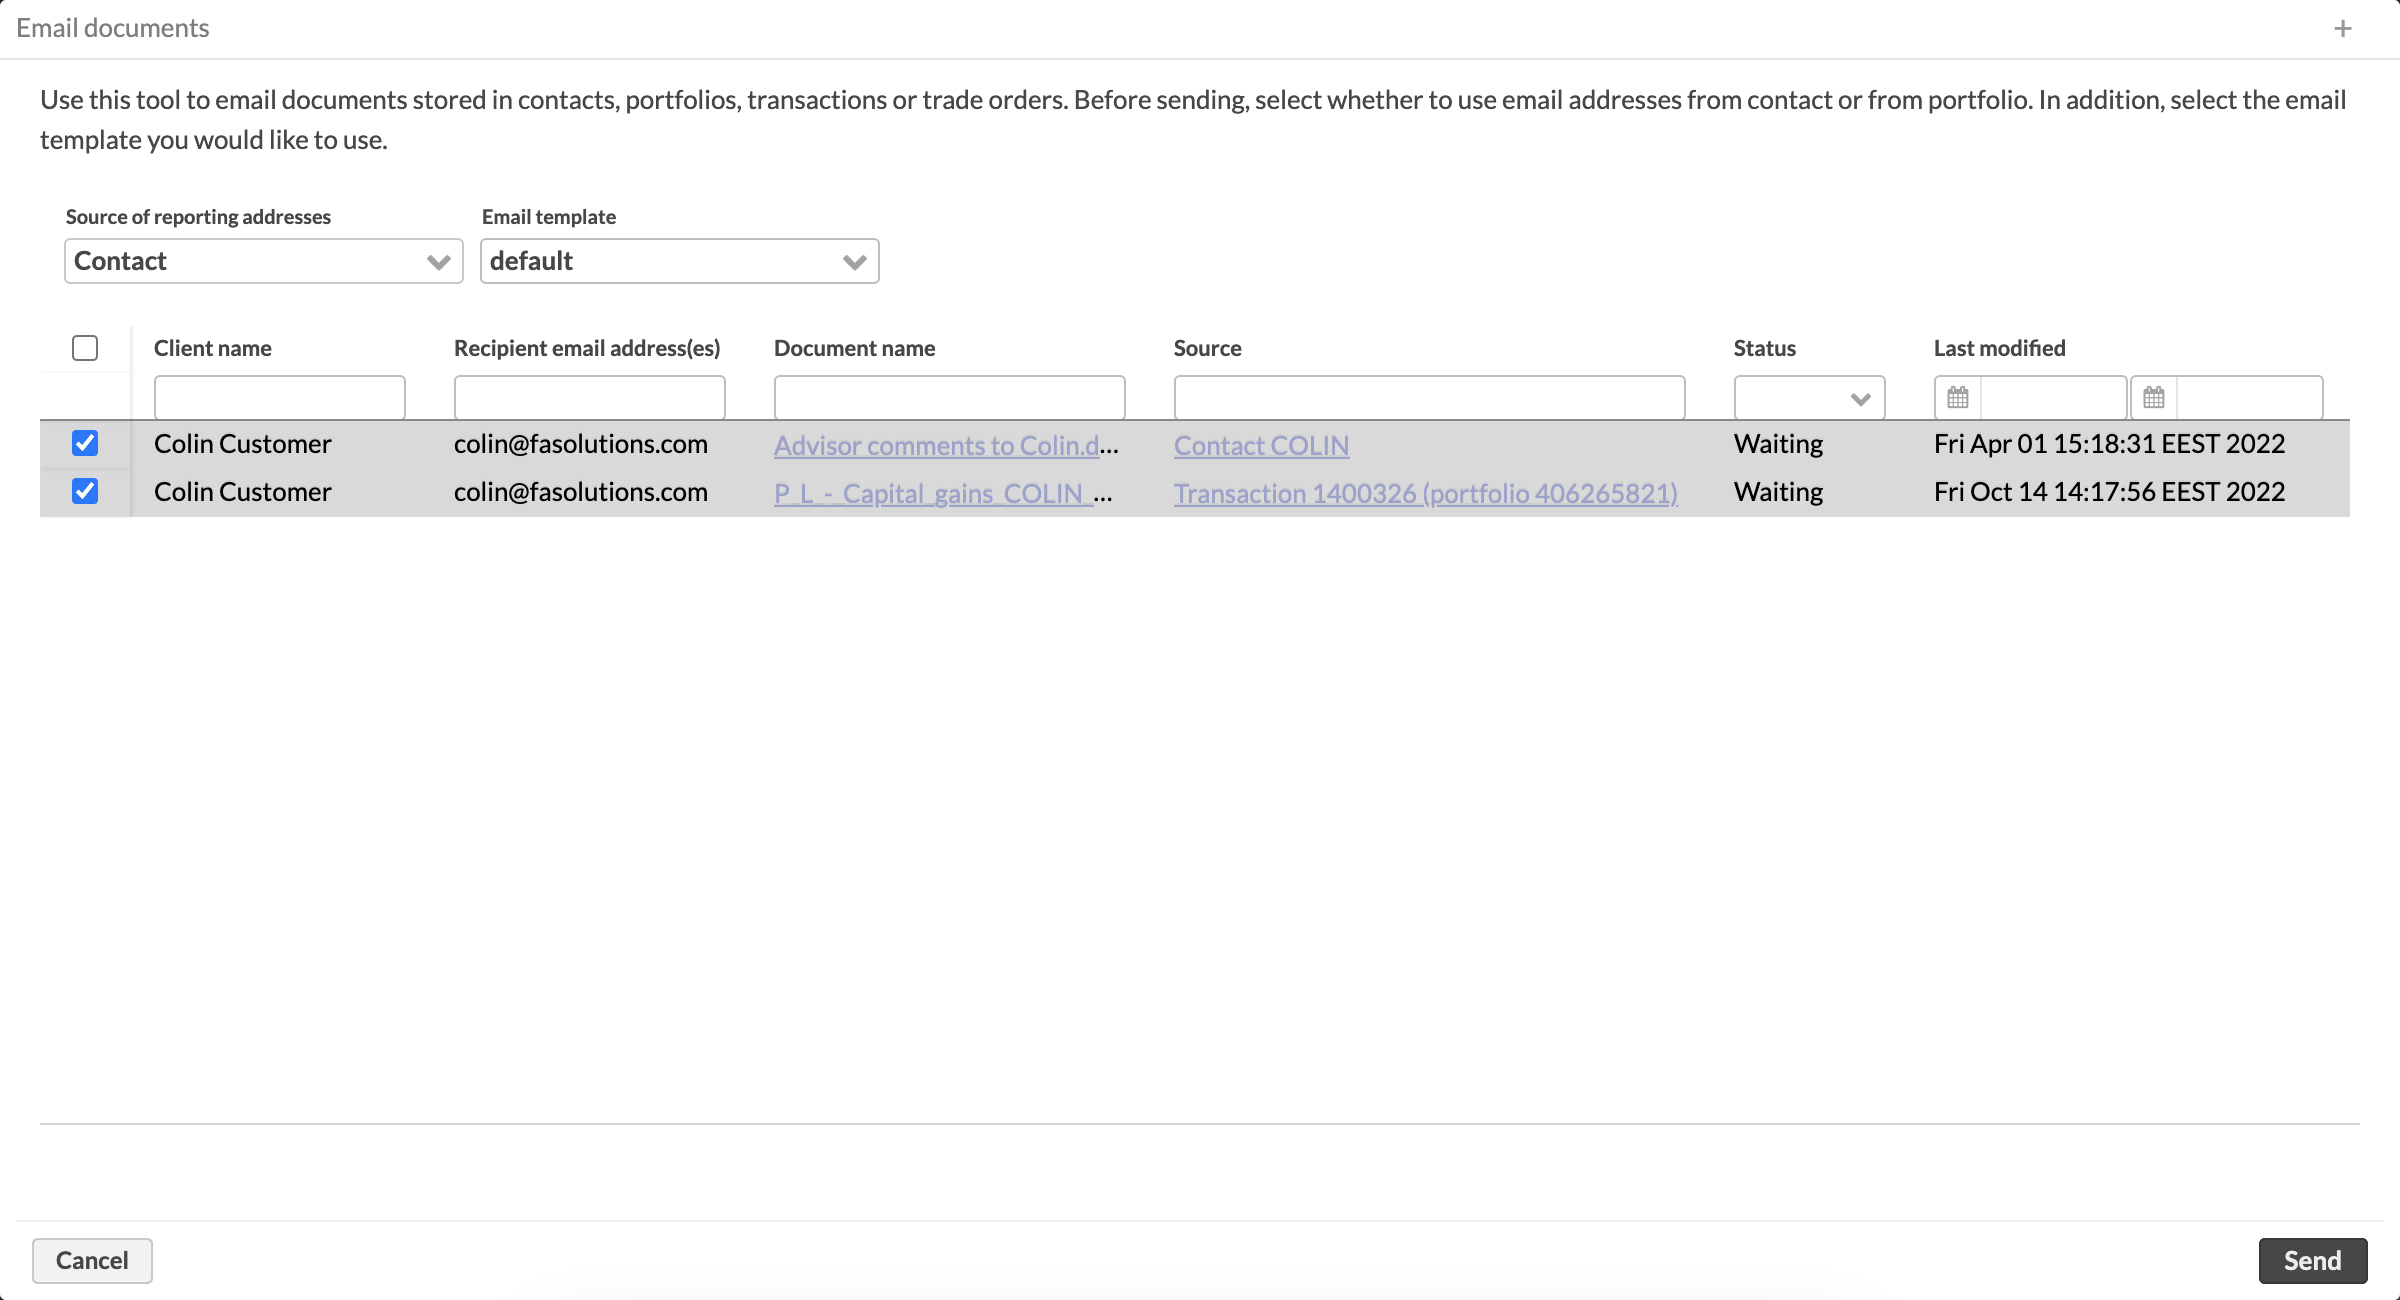 Email documents
Use this tool to email documents stored in contacts, portfolios, transactions or trade orders. Before sending, select whether to use email addresses from contact or from portfolio. In addition, select the email
template you would like to use.
Source of reporting addresses Email template
Contact default
Client name Recipient email address(es) Document name Source Status Last modified
Colin Customer colin@fasolutions.com Advisor comments to Colin.d... Contact COLIN Waiting Fri Apr 01 15:18:31 EEST 2022
Colin Customer colin@fasolutions.com P_L_-_Capital_gains_COLIN_... Transaction 1400326 (portfolio 406265821) Waiting Fri Oct 14 14:17:56 EEST 2022
Cancel Send